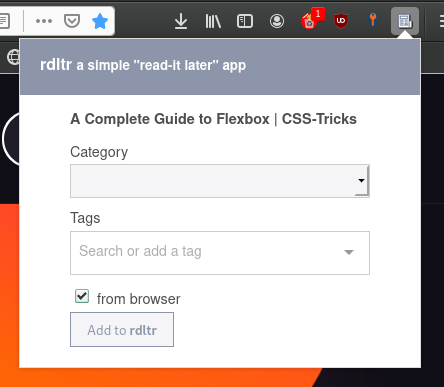 1
UD
rdltr a simple "read-it later" app
A Complete Guide to Flexbox | CSS-Tricks
Category
Tags
Search or add a tag
from browser
Add to rdltr